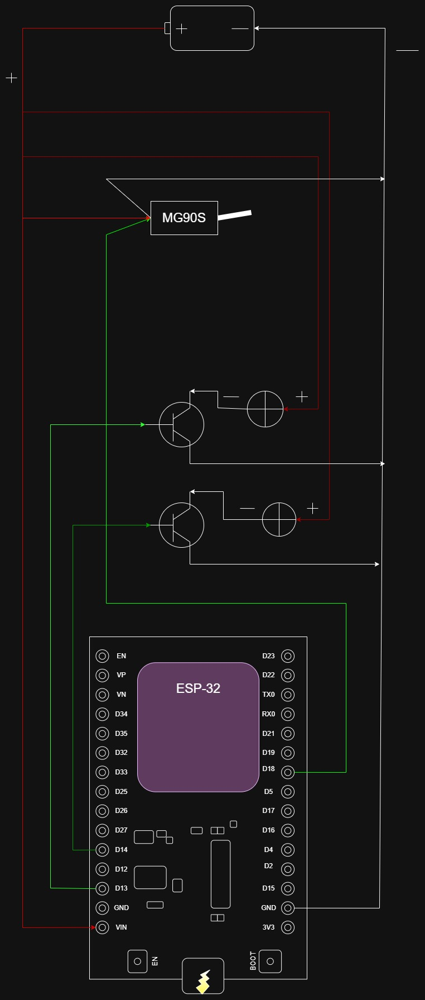 + —
+
—
MG90S
— +
— +
ESP-32
EN
VP
VN
D34
D35
D32
D33
D25
D26
D27
D14
D12
D13
GND
VIN
D23
D22
TX0
RX0
D21
D19
D18
D5
D17
D16
D4
D2
D15
GND
3V3
EN
BOOT